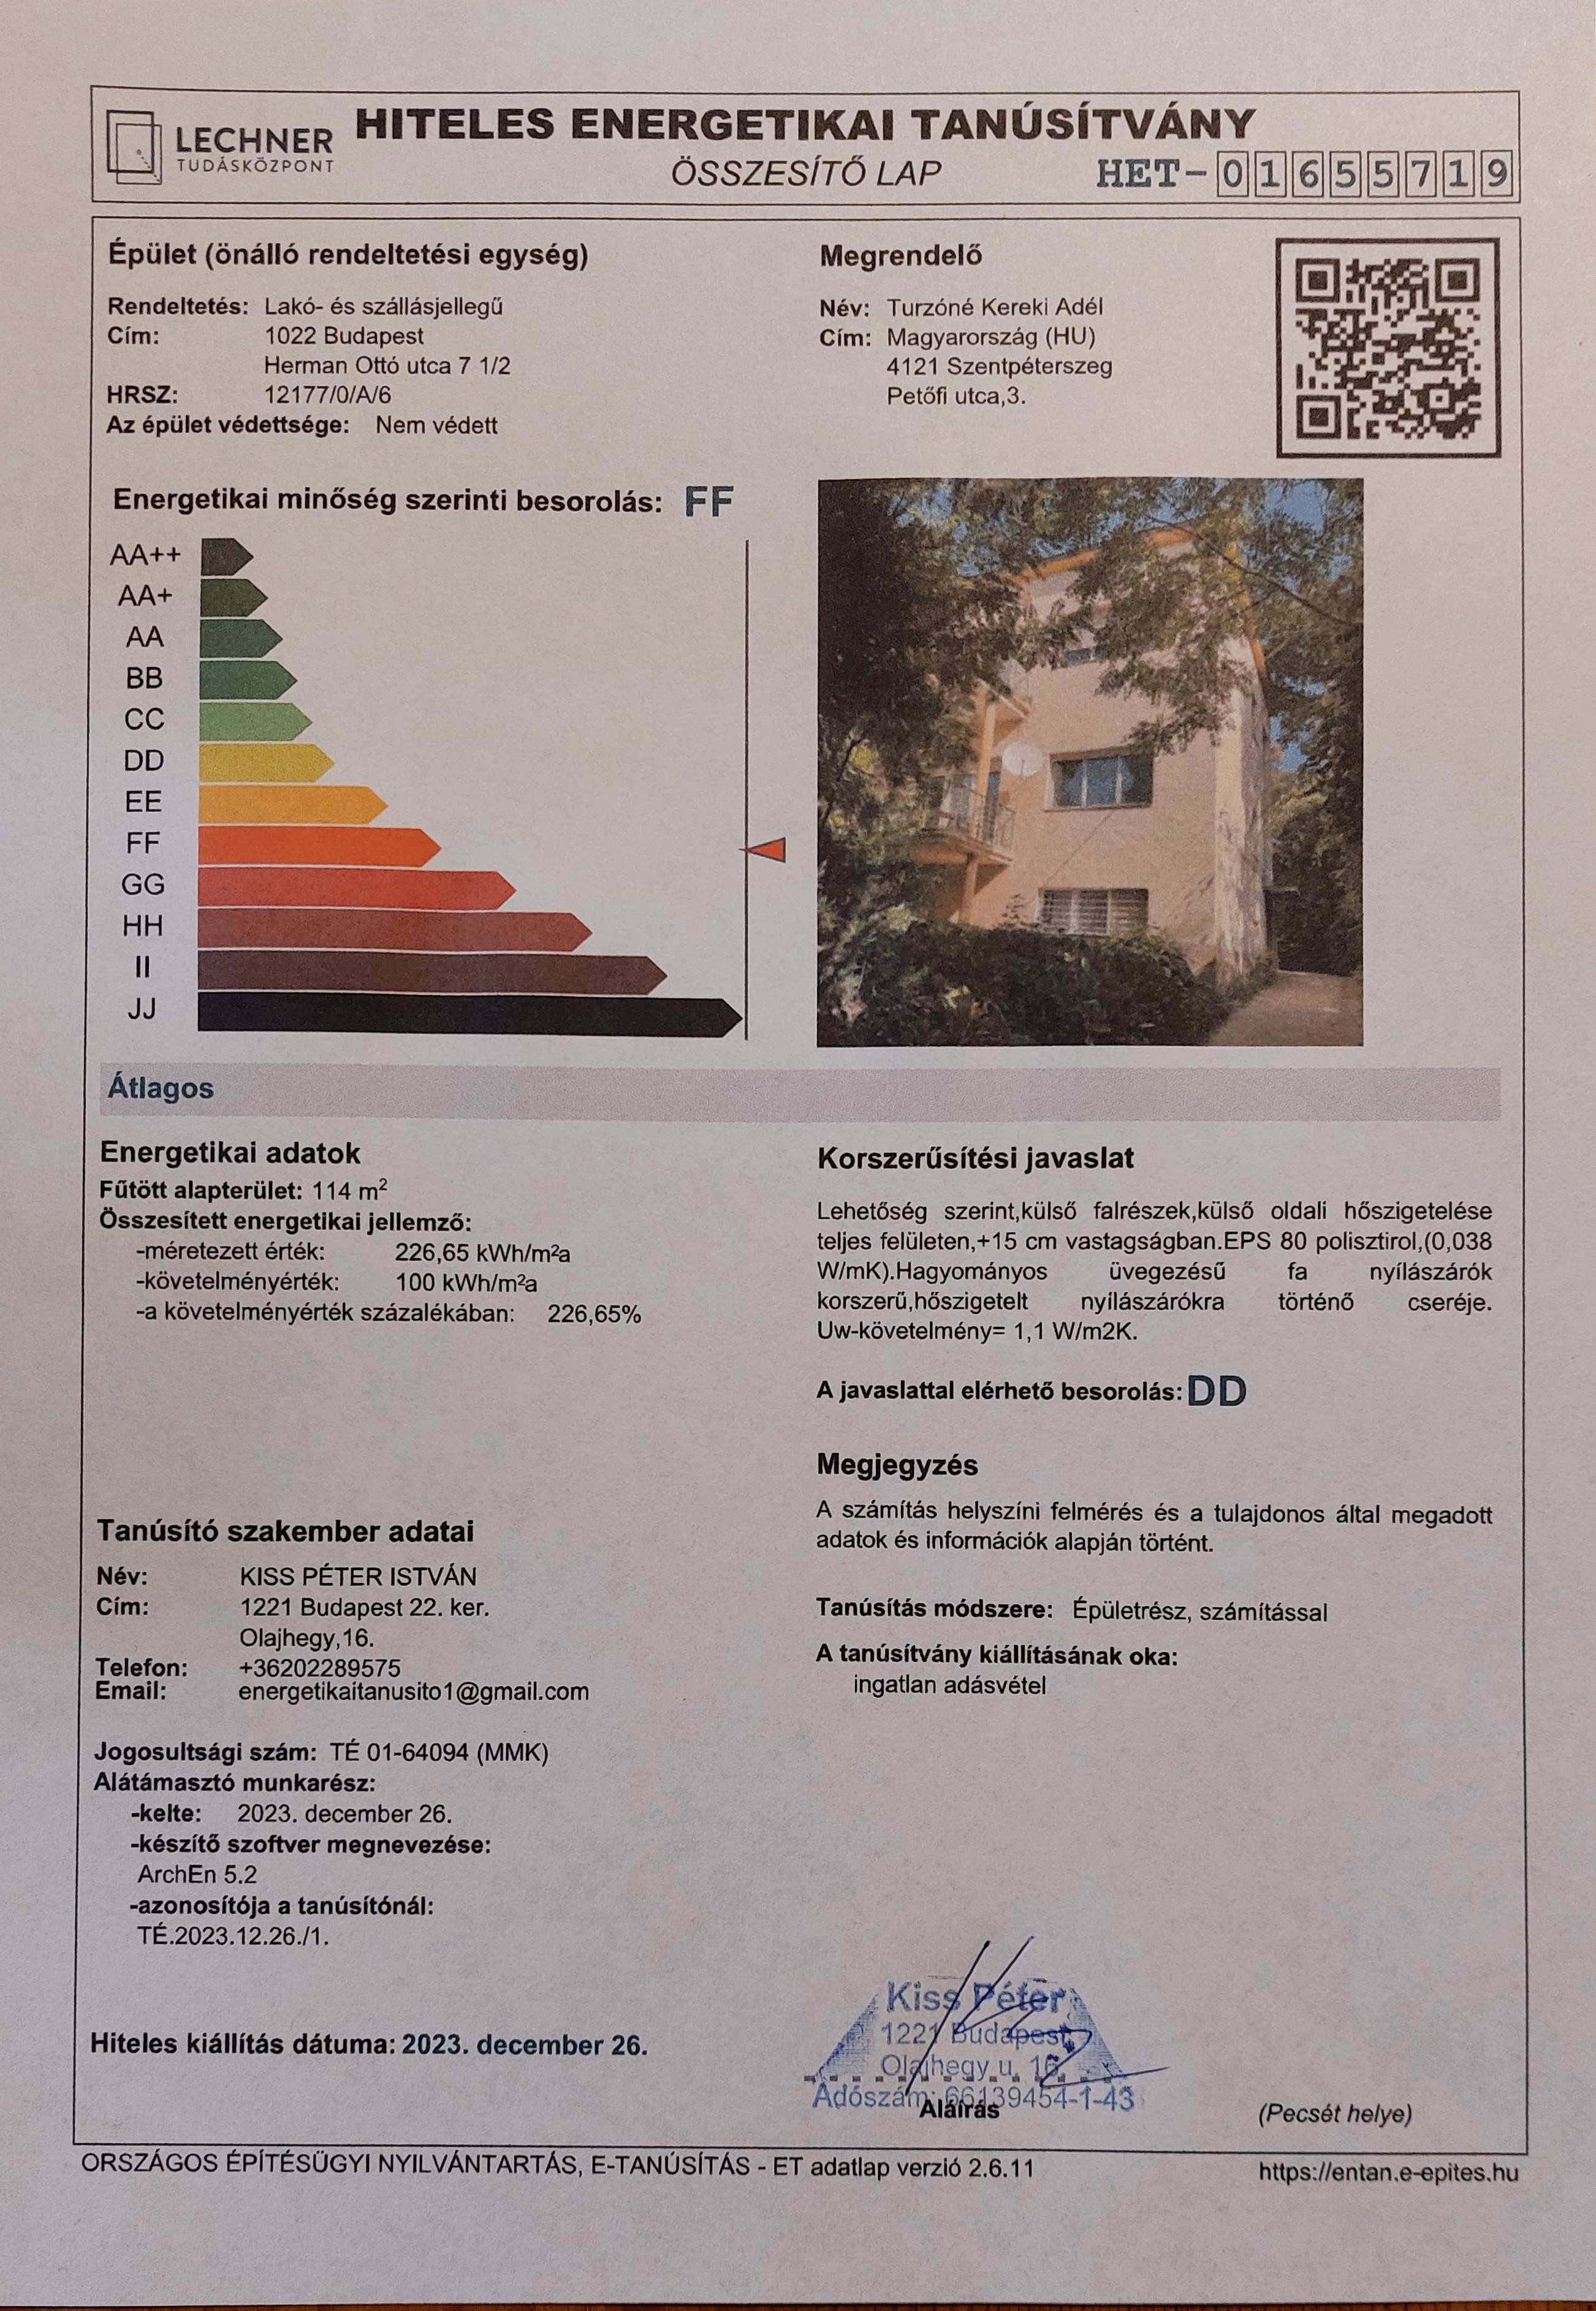 LECHNER
TUDÁSKÖZPONT
HITELES ENERGETIKAI TANÚSÍTVÁNY
ÖSSZESÍTŐ LAP
HET-01655719
Épület (önálló rendeltetési egység)
Rendeltetés: Lakó- és szállásjellegű
Cím: 1022 Budapest
Herman Ottó utca 7 1/2
HRSZ: 12177/0/A/6
Az épület védettsége: Nem védett
Megrendelő
Név: Turzóné Kereki Adél
Cím: Magyarország (HU)
4121 Szentpéterszeg
Petőfi utca,3.
Energetikai minőség szerinti besorolás: FF
AA++
AA+
AA
BB
CC
DD
EE
FF
GG
HH
II
JJ
Átlagos
Energetikai adatok
Fűtött alapterület: 114 m²
Összesített energetikai jellemző:
-méretezett érték: 226,65 kWh/m²a
-követelményérték: 100 kWh/m²a
-a követelményérték százalékában: 226,65%
Korszerűsítési javaslat
Lehetőség szerint,külső falrészek,külső oldali hőszigetelése
teljes felületen,+15 cm vastagságban.EPS 80 polisztirol,(0,038
W/mK).Hagyományos üvegezésű fa nyílászárók
korszerű,hőszigetelt nyílászárókra történő cseréje.
Uw-követelmény= 1,1 W/m2K.
A javaslattal elérhető besorolás: DD
Megjegyzés
A számítás helyszíni felmérés és a tulajdonos által megadott
adatok és információk alapján történt.
Tanúsítás módszere: Épületrész, számítással
A tanúsítvány kiállításának oka:
ingatlan adásvétel
Tanúsító szakember adatai
Név: KISS PÉTER ISTVÁN
Cím: 1221 Budapest 22. ker.
Olajhegy,16.
Telefon: +36202289575
Email: energetikaitanusito1@gmail.com
Jogosultsági szám: TÉ 01-64094 (MMK)
Alátámasztó munkarész:
-kelte: 2023. december 26.
-készítő szoftver megnevezése:
ArchEn 5.2
-azonosítója a tanúsítónál:
TÉ.2023.12.26./1.
Hiteles kiállítás dátuma: 2023. december 26.
Kiss Péter
1221 Budapest
Olajhegy u. 16.
Adószám: 66139454-1-43
Aláírás
(Pecsét helye)
ORSZÁGOS ÉPÍTÉSÜGYI NYILVÁNTARTÁS, E-TANÚSÍTÁS - ET adatlap verzió 2.6.11
https://entan.e-epites.hu